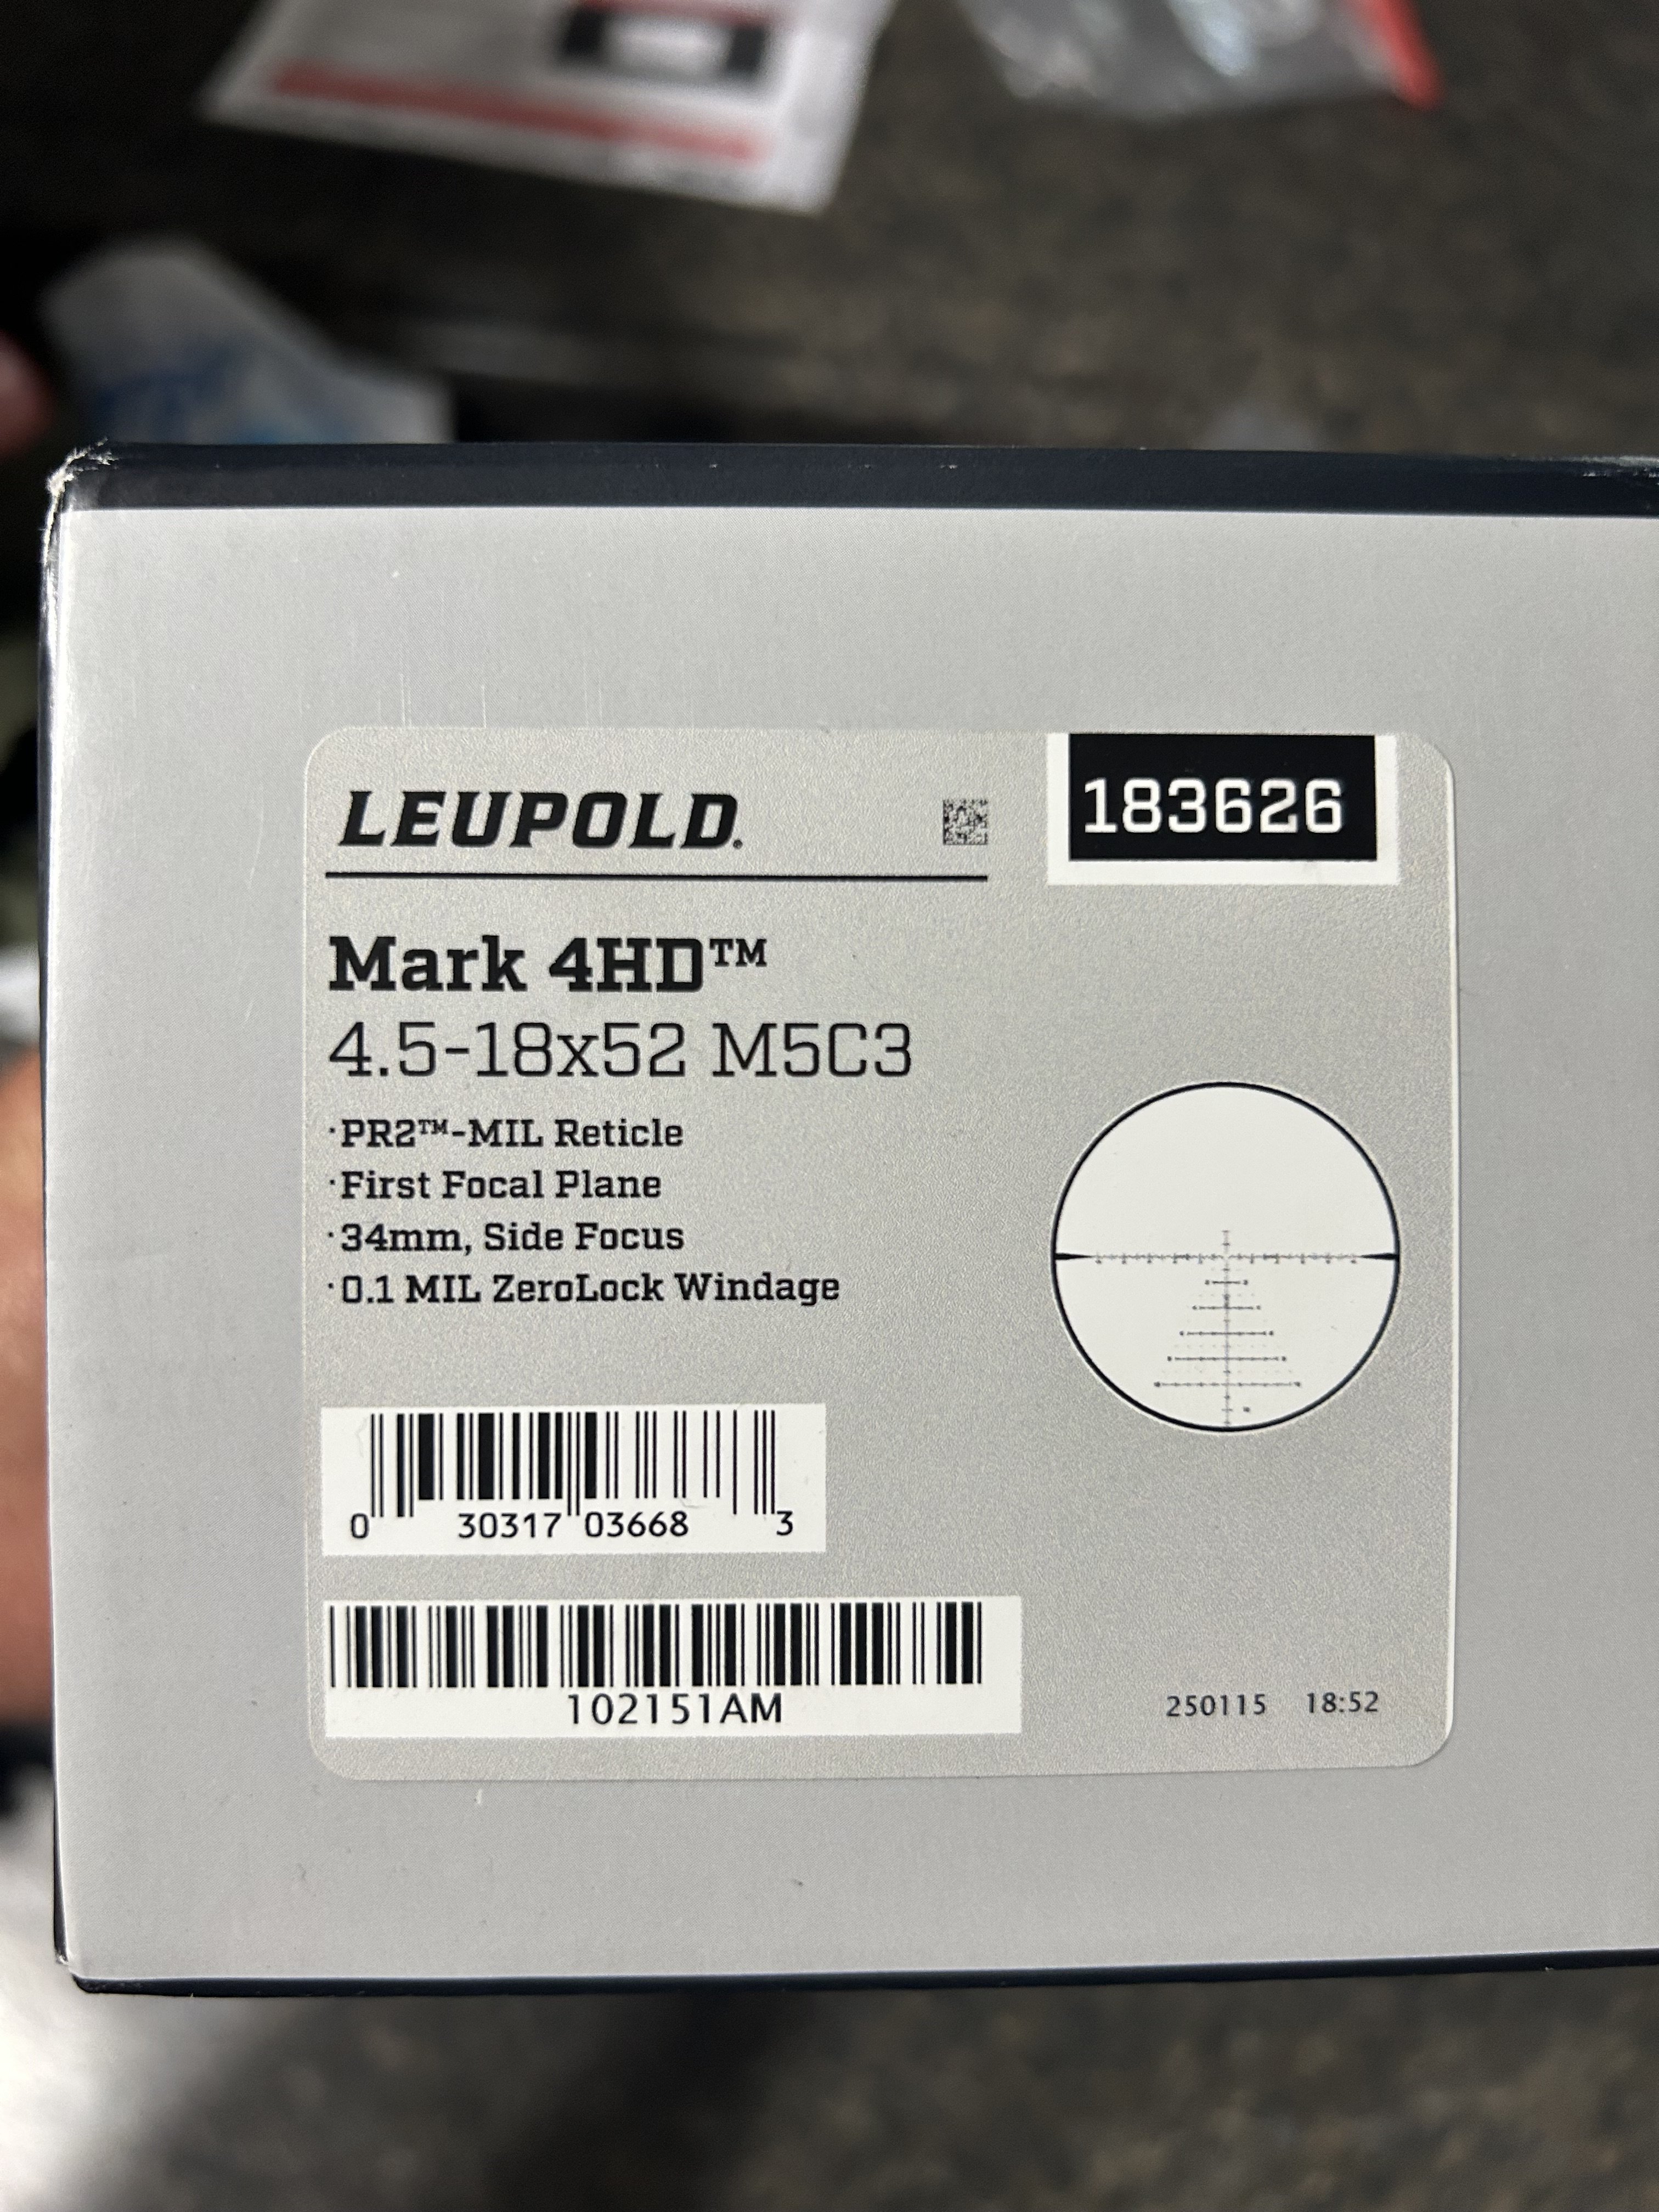 LEUPOLD®
183626
Mark 4HD™
4.5-18x52 M5C3
·PR2™-MIL Reticle
·First Focal Plane
·34mm, Side Focus
·0.1 MIL ZeroLock Windage
0 30317 03668 3
102151AM
250115 18:52